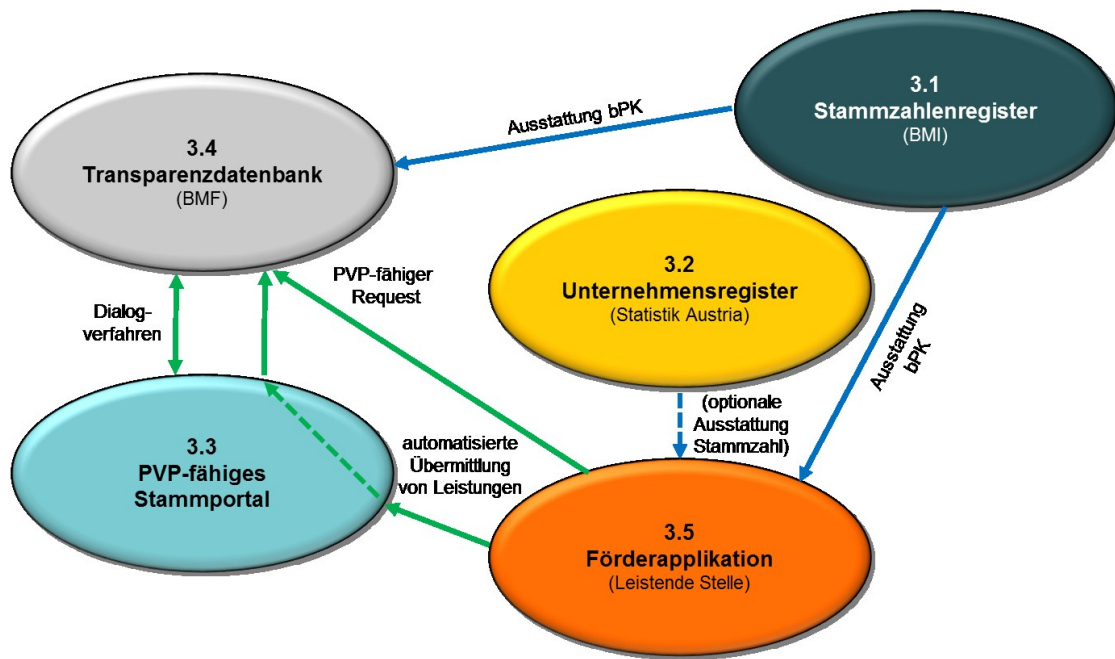 3.1
Stammzahlenregister
(BMI)
Ausstattung bPK
3.4
Transparenzdatenbank
(BMF)
3.2
Unternehmensregister
(Statistik Austria)
PVP-fähiger
Request
Dialog-
verfahren
Ausstattung
bPK
(optionale
Ausstattung
Stammzahl)
3.3
PVP-fähiges
Stammportal
automatisierte
Übermittlung
von Leistungen
3.5
Förderapplikation
(Leistende Stelle)